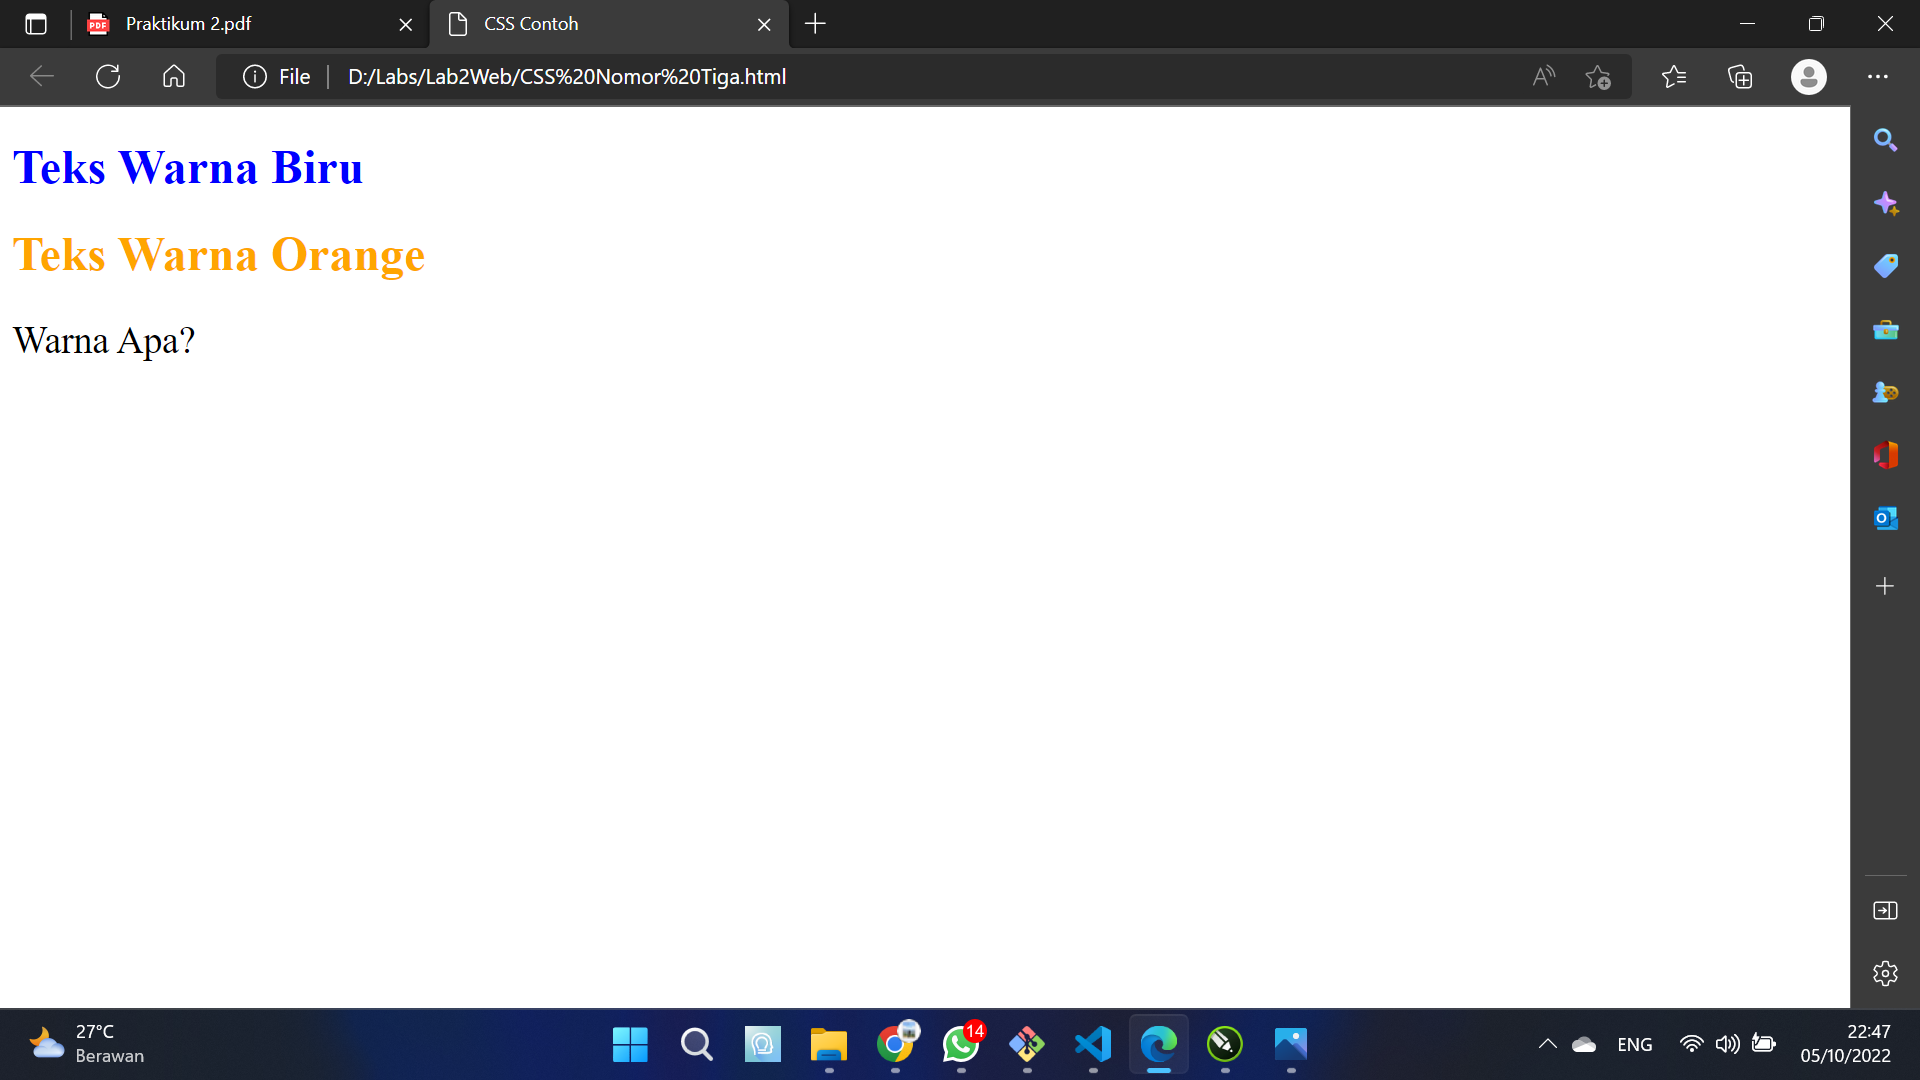 Praktikum 2.pdf
CSS Contoh
File
D:/Labs/Lab2Web/CSS%20Nomor%20Tiga.html
Teks Warna Biru
Teks Warna Orange
Warna Apa?
27°C
Berawan
14
ENG
22:47
05/10/2022